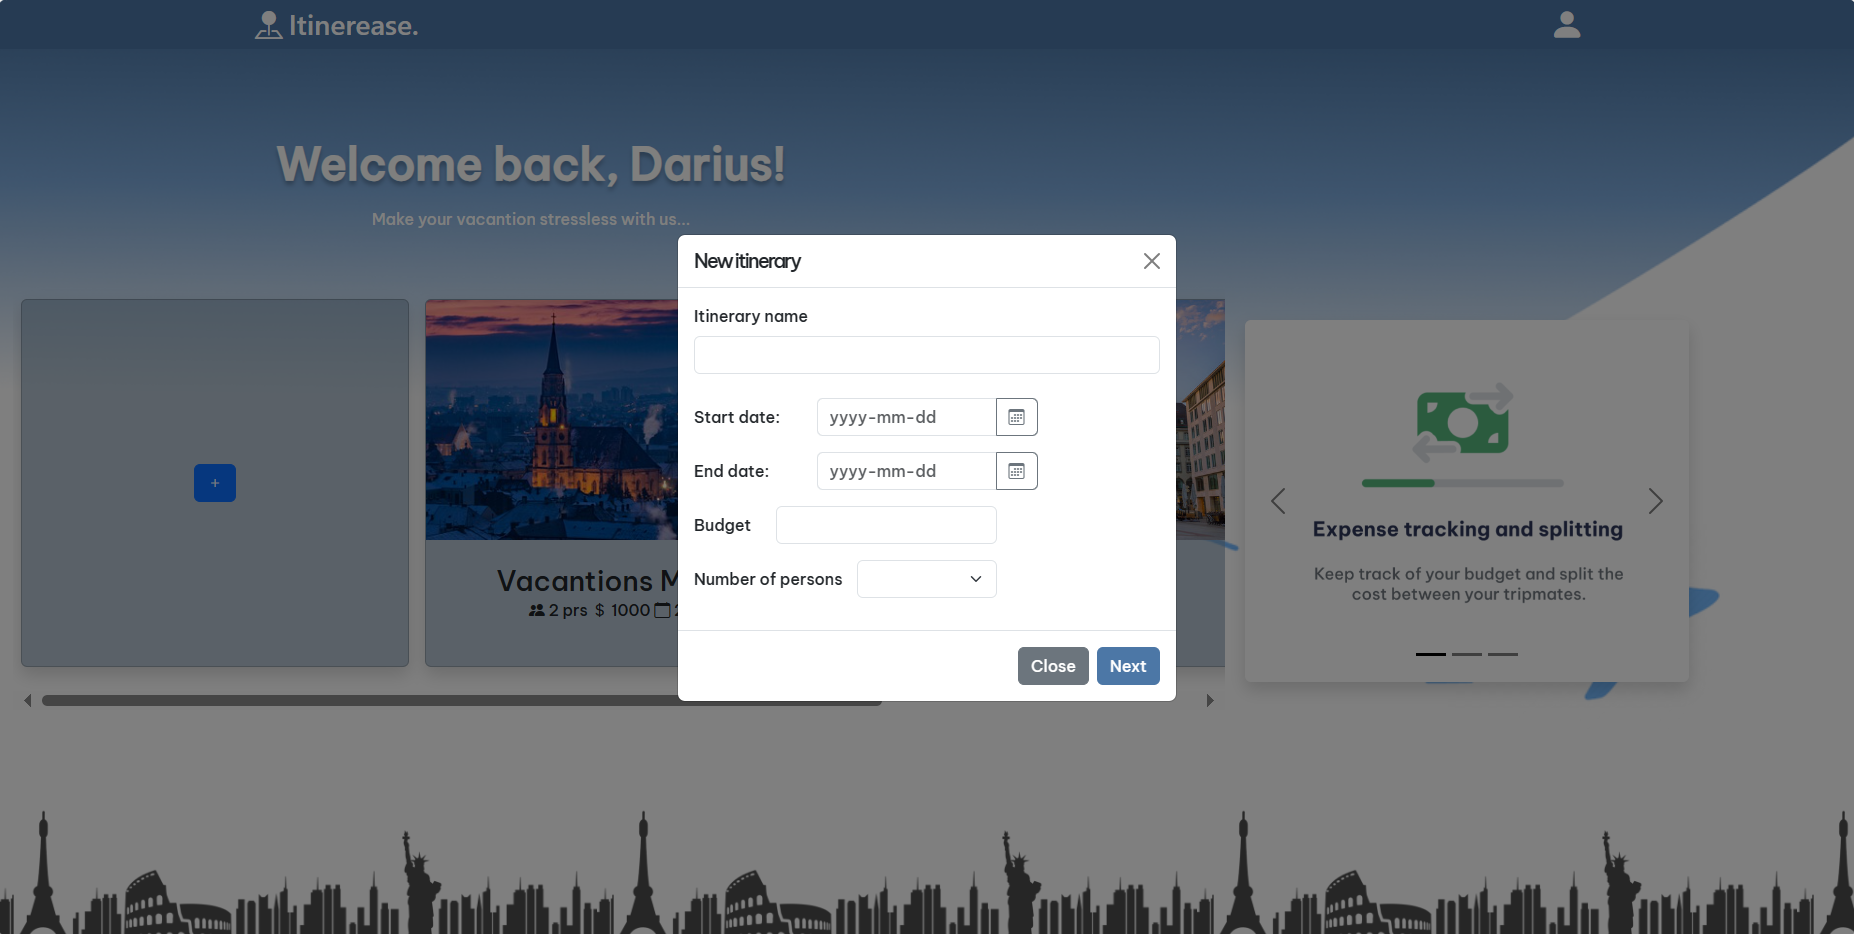 Itinerease.
Welcome back, Darius!
Make your vacantion stressless with us...
New itinerary
Itinerary name
Start date:
yyyy-mm-dd
End date:
yyyy-mm-dd
Budget
Number of persons
Close
Next
+
Vacantions
2 prs $ 1000
Expense tracking and splitting
Keep track of your budget and split the
cost between your tripmates.